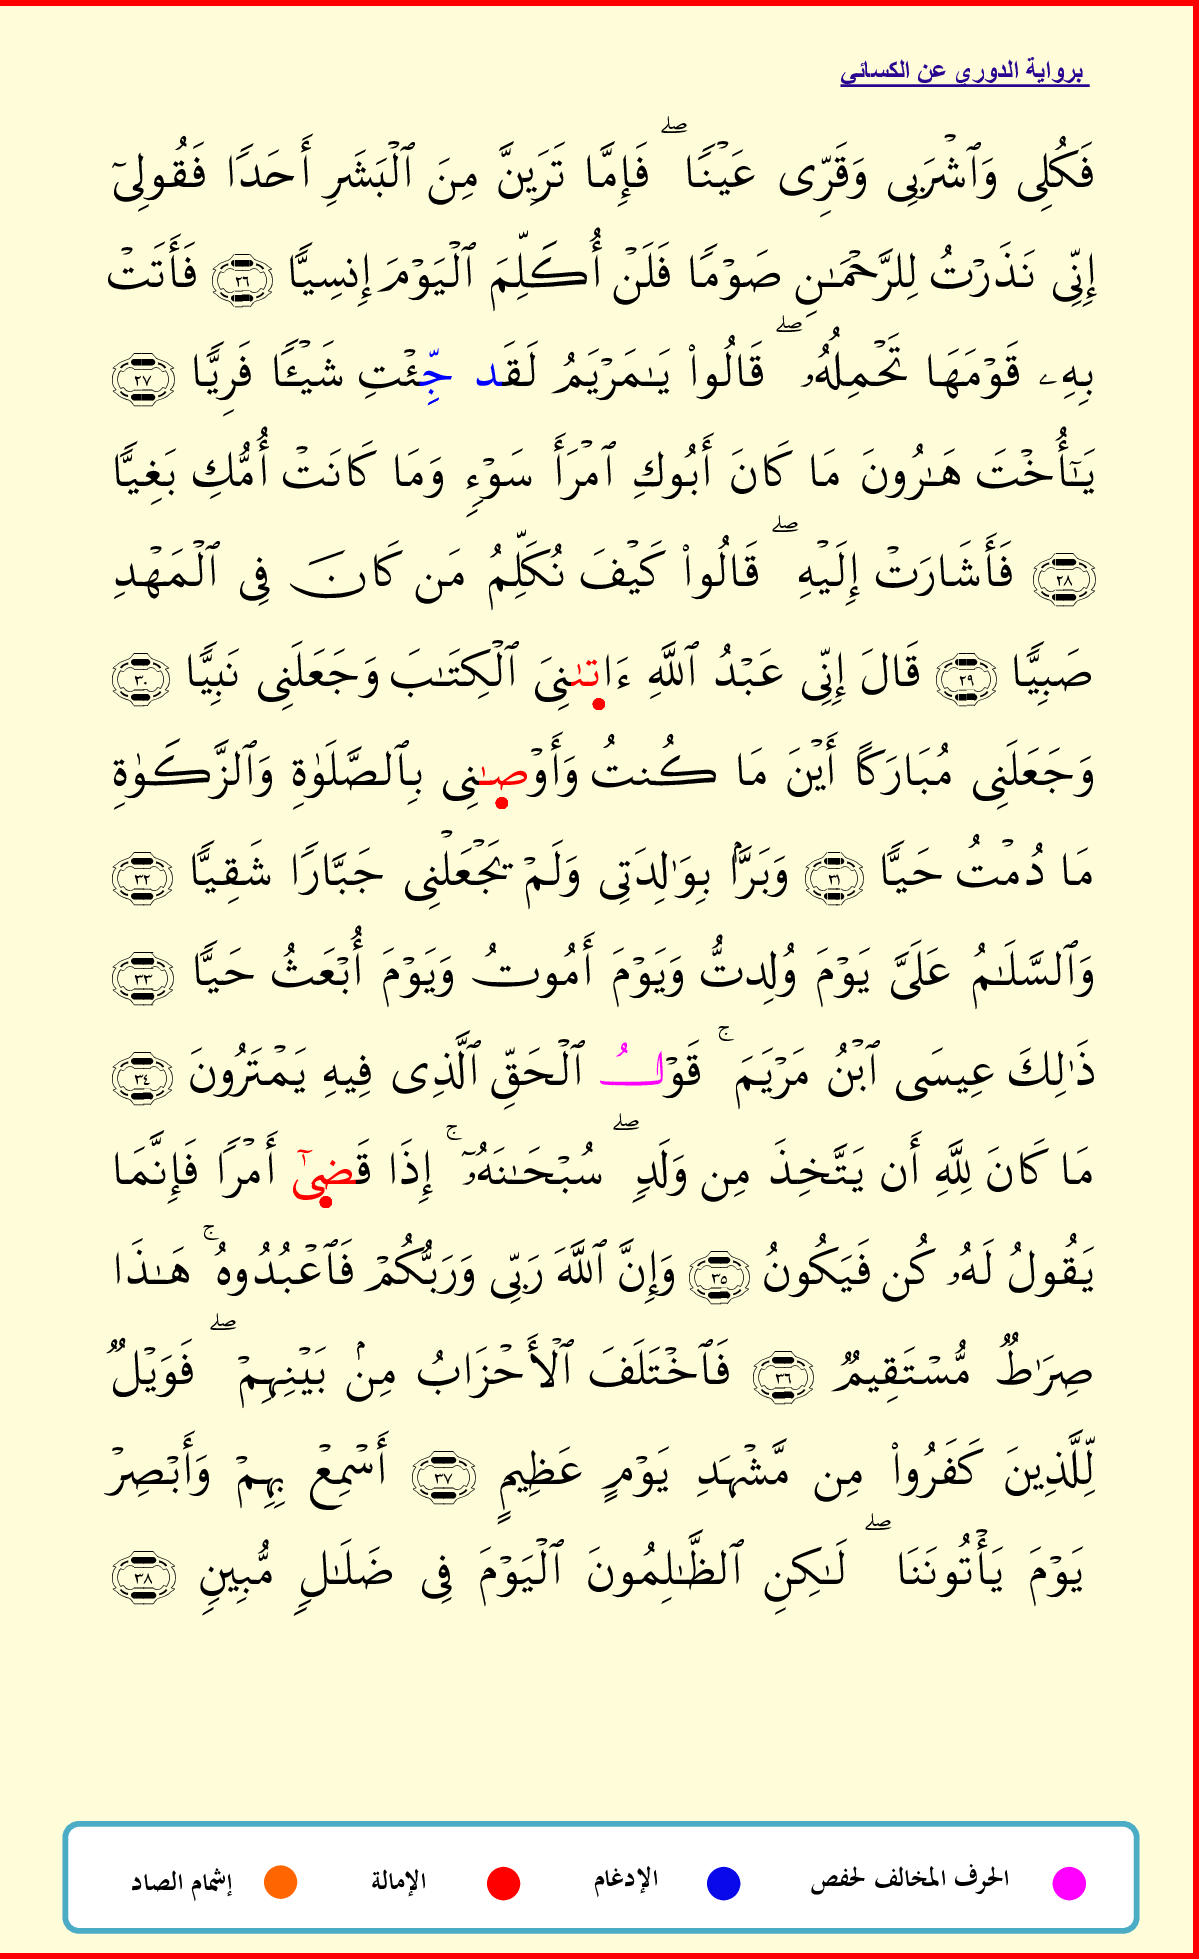 برواية الدوري عن الكسائي
فَكُلِى وَٱشۡرَبِى وَقَرِّى عَيۡنًا ۖ فَإِمَّا تَرَيِنَّ مِنَ ٱلۡبَشَرِ أَحَدًا فَقُولِىٓ
إِنِّى نَذَرۡتُ لِلرَّحۡمَـٰنِ صَوۡمًا فَلَنۡ أُكَلِّمَ ٱلۡيَوۡمَ إِنسِيًّا ٢٦ فَأَتَتۡ
بِهِۦ قَوۡمَهَا تَحۡمِلُهُۥ ۖ قَالُوا۟ يَـٰمَرۡيَمُ لَقَد جِّئۡتِ شَيۡـًٔا فَرِيًّا ٢٧
يَـٰٓأُخۡتَ هَـٰرُونَ مَا كَانَ أَبُوكِ ٱمۡرَأَ سَوۡءٍ وَمَا كَانَتۡ أُمُّكِ بَغِيًّا
٢٨ فَأَشَارَتۡ إِلَيۡهِ ۖ قَالُوا۟ كَيۡفَ نُكَلِّمُ مَن كَانَ فِى ٱلۡمَهۡدِ
صَبِيًّا ٢٩ قَالَ إِنِّى عَبۡدُ ٱللَّهِ ءَاتَىٰنِىَ ٱلۡكِتَـٰبَ وَجَعَلَنِى نَبِيًّا ٣٠
وَجَعَلَنِى مُبَارَكًا أَيۡنَ مَا كُنتُ وَأَوۡصَـٰنِى بِٱلصَّلَوٰةِ وَٱلزَّكَوٰةِ
مَا دُمۡتُ حَيًّا ٣١ وَبَرًّۢا بِوَٰلِدَتِى وَلَمۡ يَجۡعَلۡنِى جَبَّارًا شَقِيًّا ٣٢
وَٱلسَّلَـٰمُ عَلَىَّ يَوۡمَ وُلِدتُّ وَيَوۡمَ أَمُوتُ وَيَوۡمَ أُبۡعَثُ حَيًّا ٣٣
ذَٰلِكَ عِيسَى ٱبۡنُ مَرۡيَمَ ۚ قَوۡلُ ٱلۡحَقِّ ٱلَّذِى فِيهِ يَمۡتَرُونَ ٣٤
مَا كَانَ لِلَّهِ أَن يَتَّخِذَ مِن وَلَدٍ ۖ سُبۡحَـٰنَهُۥٓ ۚ إِذَا قَضِىٰٓ أَمۡرًا فَإِنَّمَا
يَقُولُ لَهُۥ كُن فَيَكُونُ ٣٥ وَإِنَّ ٱللَّهَ رَبِّى وَرَبُّكُمۡ فَٱعۡبُدُوهُ ۚ هَـٰذَا
صِرَٰطٌ مُّسۡتَقِيمٌ ٣٦ فَٱخۡتَلَفَ ٱلۡأَحۡزَابُ مِنۢ بَيۡنِهِمۡ ۖ فَوَيۡلٌ
لِّلَّذِينَ كَفَرُوا۟ مِن مَّشۡهَدِ يَوۡمٍ عَظِيمٍ ٣٧ أَسۡمِعۡ بِهِمۡ وَأَبۡصِرۡ
يَوۡمَ يَأۡتُونَنَا ۖ لَـٰكِنِ ٱلظَّـٰلِمُونَ ٱلۡيَوۡمَ فِى ضَلَـٰلٍ مُّبِينٍ ٣٨
الحرف المخالف لحفص الإدغام الإمالة إشمام الصاد